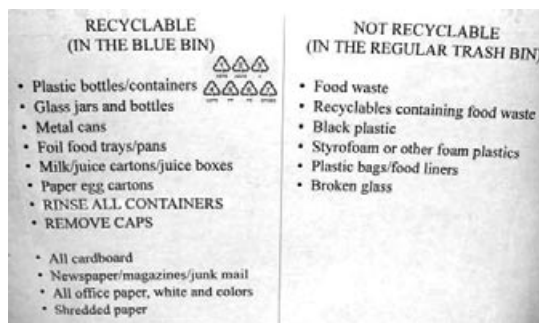 RECYCLABLE
(IN THE BLUE BIN)
• Plastic bottles/containers
• Glass jars and bottles
• Metal cans
• Foil food trays/pans
• Milk/juice cartons/juice boxes
• Paper egg cartons
• RINSE ALL CONTAINERS
• REMOVE CAPS
• All cardboard
• Newspaper/magazines/junk mail
• All office paper, white and colors
• Shredded paper
NOT RECYCLABLE
(IN THE REGULAR TRASH BIN)
• Food waste
• Recyclables containing food waste
• Black plastic
• Styrofoam or other foam plastics
• Plastic bags/food liners
• Broken glass